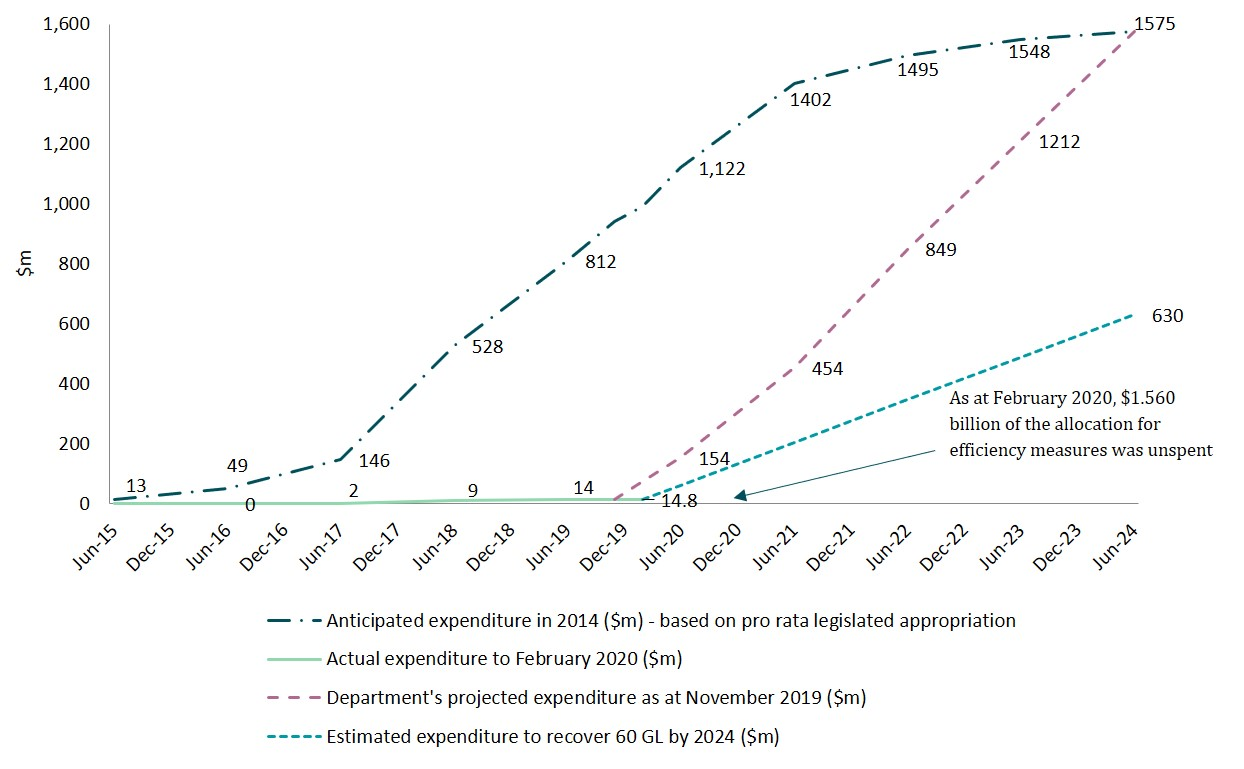 1,600
1,400
1,200
1,000
800
600
400
200
0
$m
13
49
0
146
2
528
9
812
14
1,122
154
14.8
1402
454
1495
849
1548
1212
1575
630
As at February 2020, $1.560
billion of the allocation for
efficiency measures was unspent
Jun-15
Dec-15
Jun-16
Dec-16
Jun-17
Dec-17
Jun-18
Dec-18
Jun-19
Dec-19
Jun-20
Dec-20
Jun-21
Dec-21
Jun-22
Dec-22
Jun-23
Dec-23
Jun-24
Anticipated expenditure in 2014 ($m) - based on pro rata legislated appropriation
Actual expenditure to February 2020 ($m)
Department's projected expenditure as at November 2019 ($m)
Estimated expenditure to recover 60 GL by 2024 ($m)